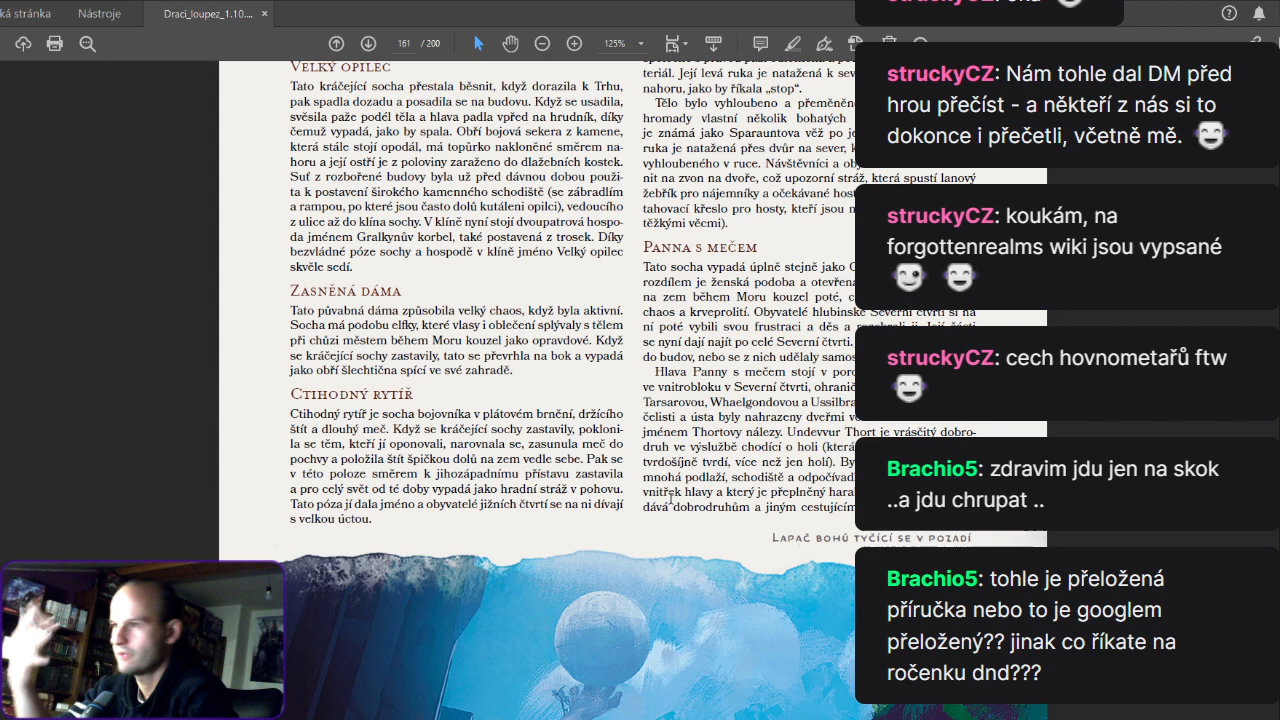 ká stránka
Nástroje
Draci_loupez_1.10....
×
161 / 200
125%
Velký opilec
Tato kráčející socha přestala běsnit, když dorazila k Trhu,
pak spadla dozadu a posadila se na budovu. Když se usadila,
svěsila paže podél těla a hlava padla vpřed na hrudník, díky
čemuž vypadá, jako by spala. Obří bojová sekera z kamene,
která stále stojí opodál, má topůrko nakloněné směrem na-
horu a její ostří je z poloviny zaraženo do dlažebních kostek.
Suť z rozbořené budovy byla už před dávnou dobou použi-
ta k postavení širokého kamenného schodiště (se zábradlím
a rampou, po které jsou často dolů kutáleni opilci), vedoucího
z ulice až do klína sochy. V klíně nyní stojí dvoupatrová hospo-
da jménem Gralkynův korbel, také postavená z trosek. Díky
bezvládné póze sochy a hospodě v klíně jméno Velký opilec
skvěle sedí.
Zasněná dáma
Tato půvabná dáma způsobila velký chaos, když byla aktivní.
Socha má podobu elfky, které vlasy i oblečení splývaly s tělem
při chůzi městem během Moru kouzel jako opravdové. Když
se kráčející sochy zastavily, tato se převrhla na bok a vypadá
jako obří šlechtična spící ve své zahradě.
Ctihodný rytíř
Ctihodný rytíř je socha bojovníka v plátovém brnění, držícího
štít a dlouhý meč. Když se kráčející sochy zastavily, pokloni-
la se těm, kteří jí oponovali, narovnala se, zasunula meč do
pochvy a položila štít špičkou dolů na zem vedle sebe. Pak se
v této poloze směrem k jihozápadnímu přístavu zastavila
a pro celý svět od té doby vypadá jako hradní stráž v pohovu.
Tato póza jí dala jméno a obyvatelé jižních čtvrtí se na ni dívají
s velkou úctou.
teriál. Její levá ruka je natažená k sev
nahoru, jako by říkala „stop“.
Tělo bylo vyhloubeno a přeměněno
hromady vlastní několik bohatých
je známá jako Sparauntova věž po je
ruka je natažená přes dvůr na sever, k
vyhloubeného v ruce. Návštěvníci a ob
nit na zvon na dvoře, což upozorní stráž, která spustí lanový
žebřík pro nájemníky a očekávané host
tahovací křeslo pro hosty, kteří jsou n
těžkými věcmi).
Panna s mečem
Tato socha vypadá úplně stejně jako C
rozdílem je ženská podoba a otevřena
na zem během Moru kouzel poté, c
chaos a krveprolití. Obyvatelé hlubinské Severní čtvrti si na
ní poté vybili svou frustraci a děs a rozebrali ji. Její části
se nyní dají najít po celé Severní čtvrti.
do budov, nebo se z nich udělaly samos
Hlava Panny s mečem stojí v poro
ve vnitrobloku v Severní čtvrti, ohranič
Tarsarovou, Whaelgondovou a Ussilbra
čelisti a ústa byly nahrazeny dveřmi ve
jménem Thortovy nálezy. Undevvur Thort je vrásčitý dobro-
druh ve výslužbě chodící o holi (která
tvrdošíjně tvrdí, více než jen holí). By
mnohá podlaží, schodiště a odpočívad
vnitřek hlavy a který je přeplněný hara
dává dobrodruhům a jiným cestujícím
Lapač bohů tyčící se v pozadí
struckyCZ: Nám tohle dal DM před
hrou přečíst - a někteří z nás si to
dokonce i přečetli, včetně mě.
struckyCZ: koukám, na
forgottenrealms wiki jsou vypsané
struckyCZ: cech hovnometařů ftw
Brachio5: zdravim jdu jen na skok
..a jdu chrupat ..
Brachio5: tohle je přeložená
příručka nebo to je googlem
přeložený?? jinak co říkate na
ročenku dnd???